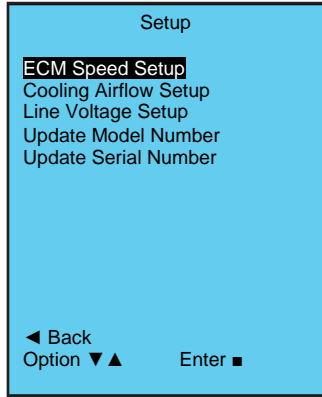 Setup
ECM Speed Setup
Cooling Airflow Setup
Line Voltage Setup
Update Model Number
Update Serial Number
◄ Back
Option ▼▲ Enter ■